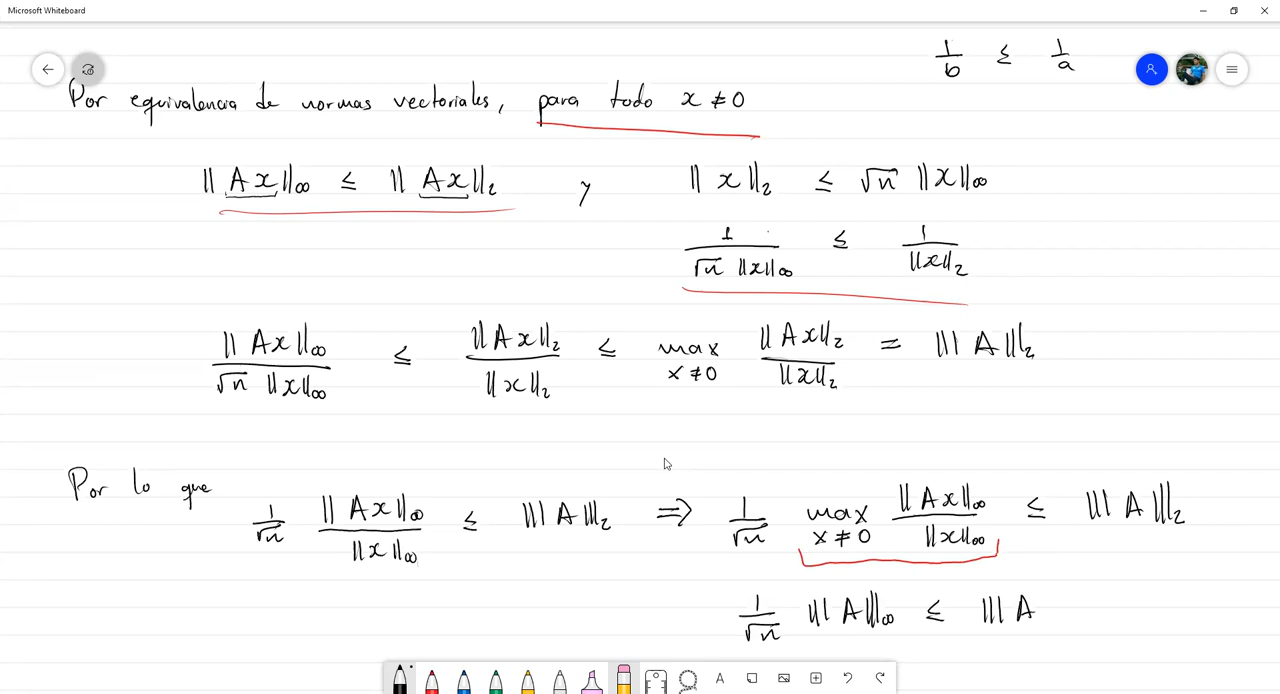 Microsoft Whiteboard
1/b ≤ 1/a
Por equivalencia de normas vectoriales, para todo x ≠ 0
||Ax||∞ ≤ ||Ax||₂ y ||x||₂ ≤ √n ||x||∞
1/(√n ||x||∞) ≤ 1/||x||₂
||Ax||∞/(√n ||x||∞) ≤ ||Ax||₂/||x||₂ ≤ max x≠0 ||Ax||₂/||x||₂ = |||A||₂
Por lo que
1/√n ||Ax||∞/||x||∞ ≤ |||A|||₂ ⇒ 1/√n max x≠0 ||Ax||∞/||x||∞ ≤ |||A|||₂
1/√n |||A|||∞ ≤ |||A
A